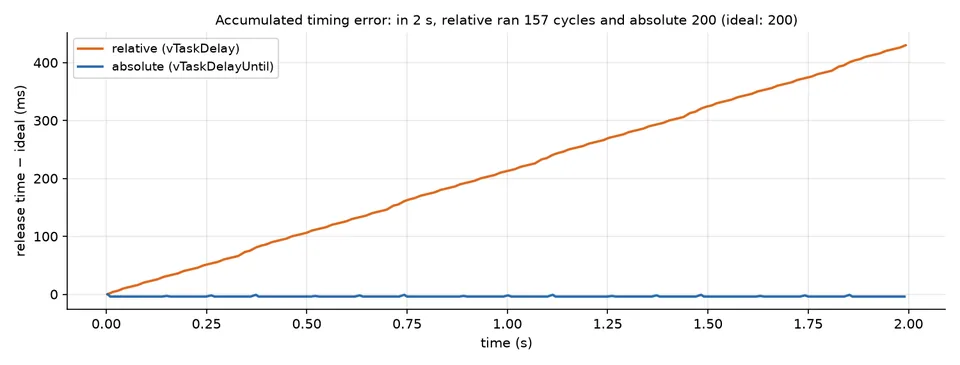 Accumulated timing error: in 2 s, relative ran 157 cycles and absolute 200 (ideal: 200)
relative (vTaskDelay)
absolute (vTaskDelayUntil)
release time − ideal (ms)
400
300
200
100
0
0.00 0.25 0.50 0.75 1.00 1.25 1.50 1.75 2.00
time (s)